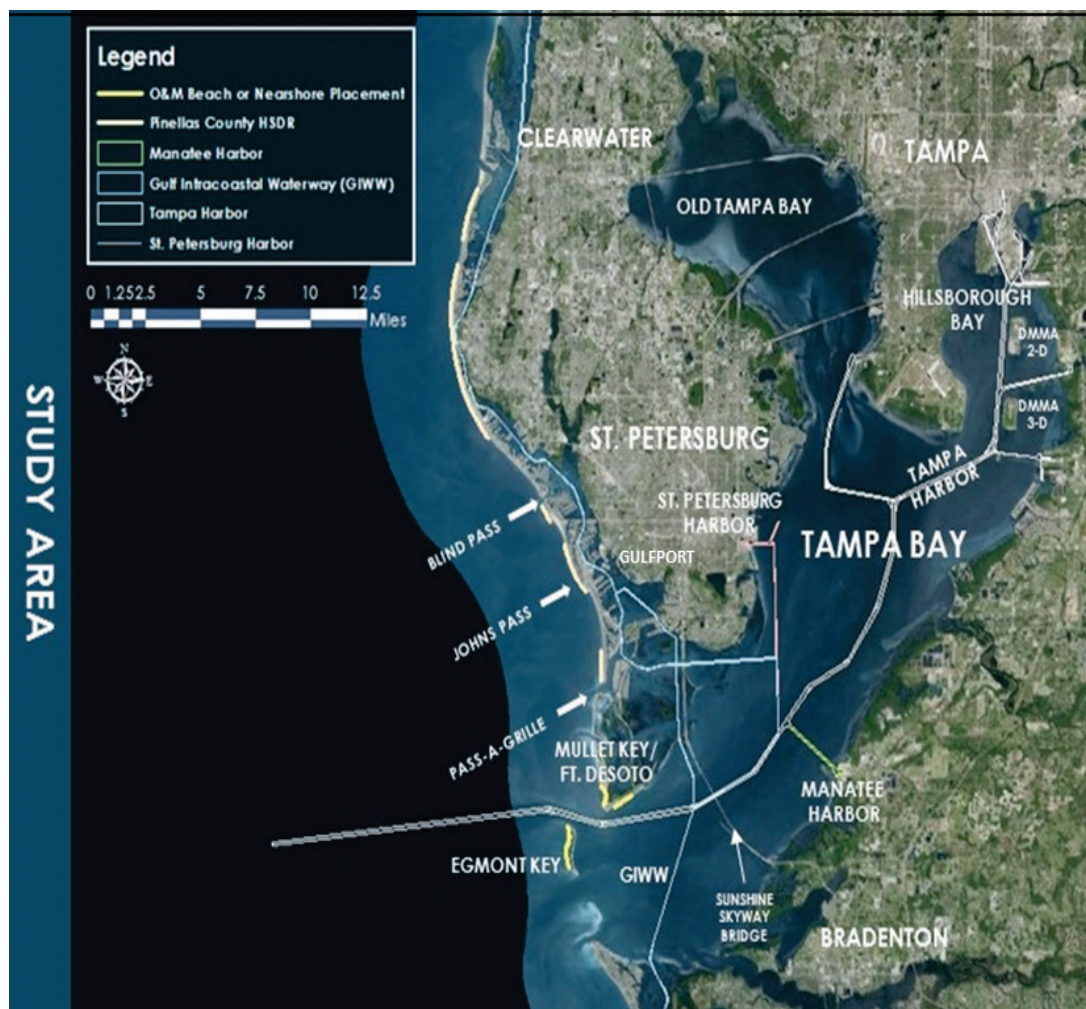 STUDY AREA
Legend
O&M Beach or Nearshore Placement
Pinellas County HSDR
Manatee Harbor
Gulf Intracoastal Waterway (GIWW)
Tampa Harbor
St. Petersburg Harbor
0 1.25 2.5 5 7.5 10 12.5
Miles
N
W E
S
CLEARWATER
TAMPA
OLD TAMPA BAY
HILLSBOROUGH
BAY
DMMA
2-D
DMMA
3-D
ST. PETERSBURG
TAMPA
HARBOR
ST. PETERSBURG
HARBOR
TAMPA BAY
BLIND PASS
GULFPORT
JOHNS PASS
PASS-A-GRILLE
MULLET KEY/
FT. DESOTO
MANATEE
HARBOR
EGMONT KEY
GIWW
SUNSHINE
SKYWAY
BRIDGE
BRADENTON